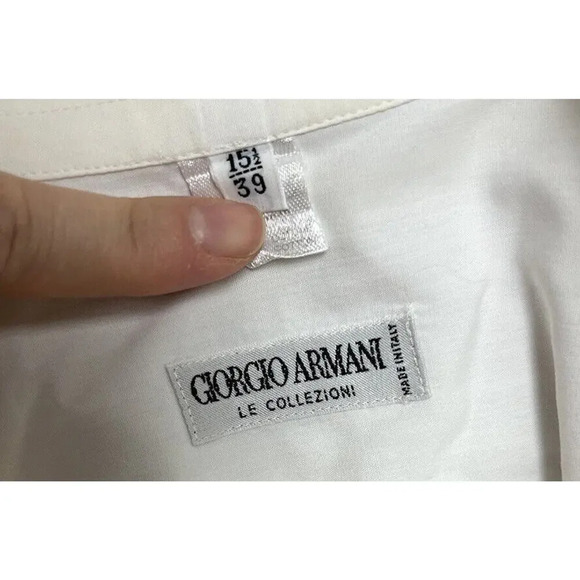 15½
39
GIORGIO ARMANI
LE COLLEZIONI
MADE IN ITALY